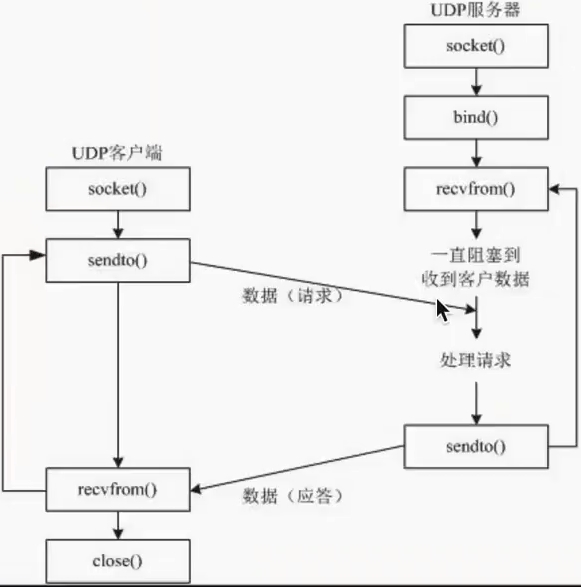 UDP服务器
socket()
bind()
UDP客户端
socket()
recvfrom()
sendto()
一直阻塞到
收到客户数据
数据（请求）
处理请求
sendto()
recvfrom()
数据（应答）
close()